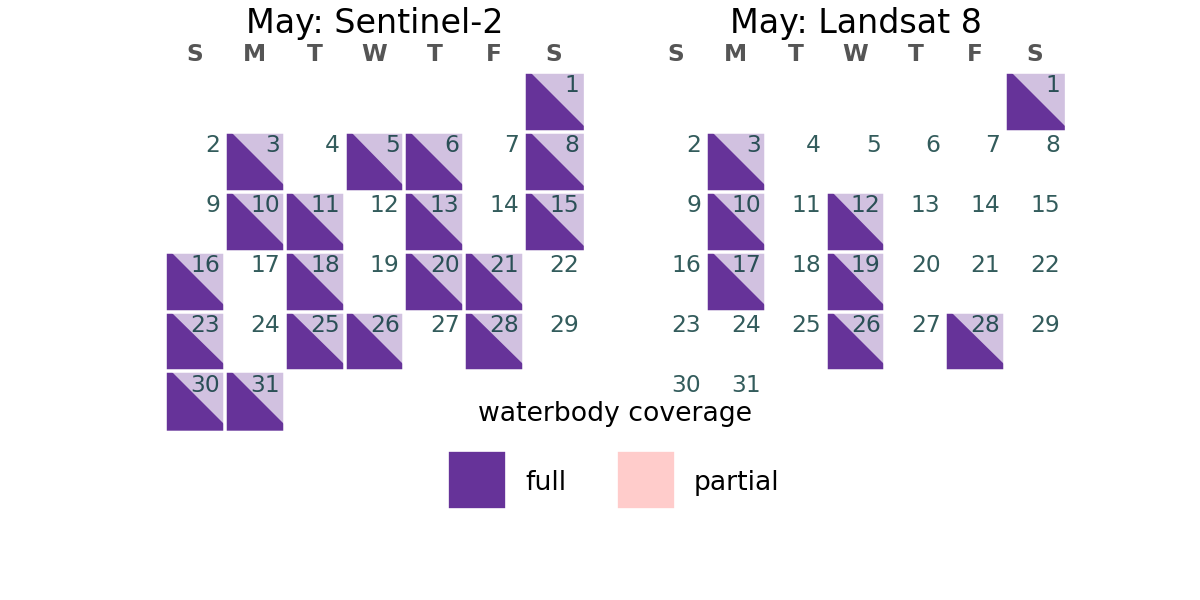 May: Sentinel-2
S M T W T F S
1
2 3 4 5 6 7 8
9 10 11 12 13 14 15
16 17 18 19 20 21 22
23 24 25 26 27 28 29
30 31
May: Landsat 8
S M T W T F S
1
2 3 4 5 6 7 8
9 10 11 12 13 14 15
16 17 18 19 20 21 22
23 24 25 26 27 28 29
30 31
waterbody coverage
full partial